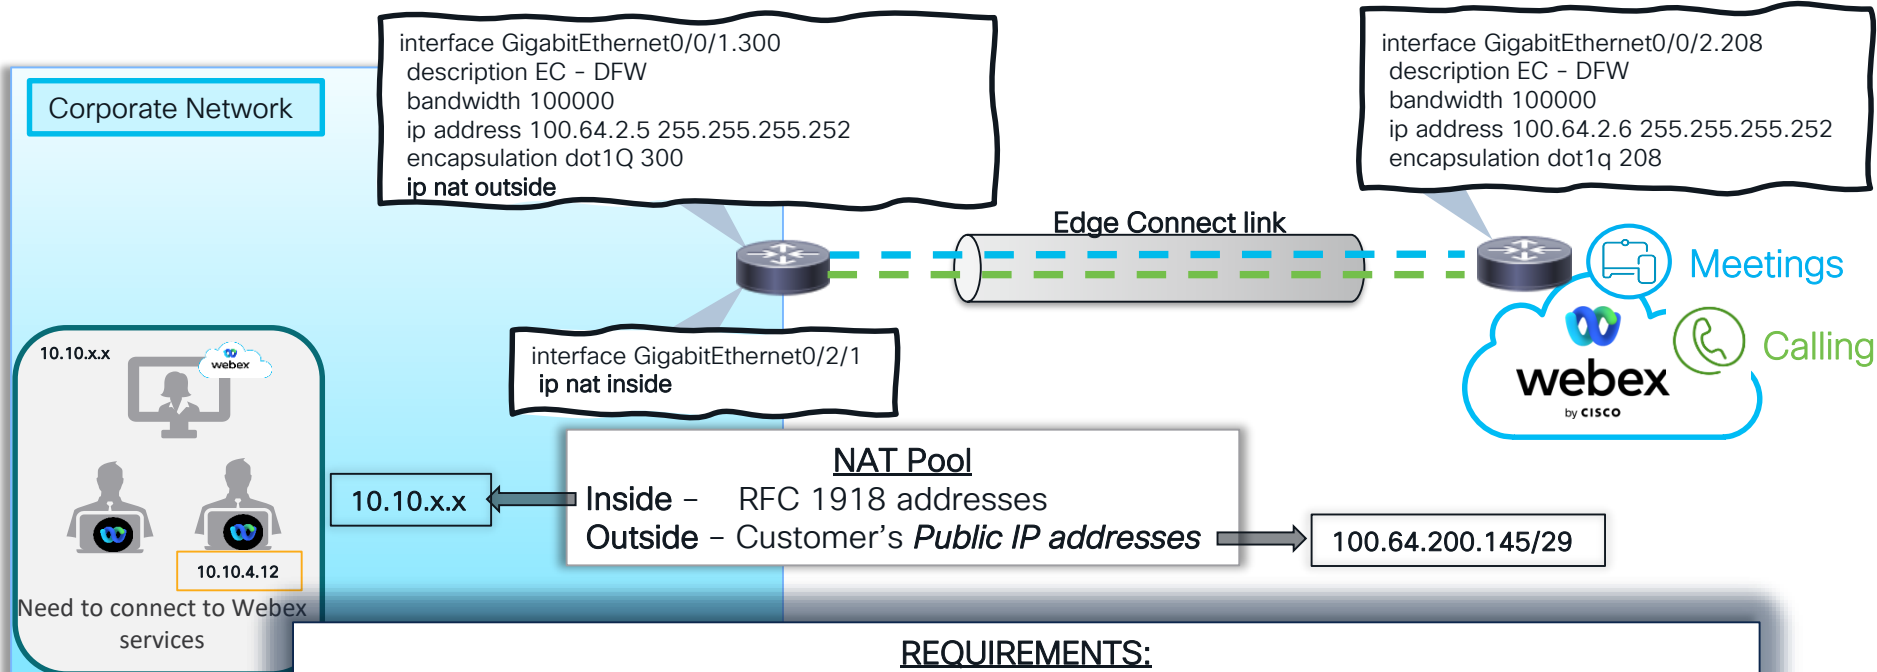 interface GigabitEthernet0/0/1.300
description EC - DFW
bandwidth 100000
ip address 100.64.2.5 255.255.255.252
encapsulation dot1Q 300
ip nat outside
interface GigabitEthernet0/0/2.208
description EC - DFW
bandwidth 100000
ip address 100.64.2.6 255.255.255.252
encapsulation dot1q 208
Corporate Network
Edge Connect link
Meetings
Calling
webex
by CISCO
10.10.x.x
webex
interface GigabitEthernet0/2/1
ip nat inside
NAT Pool
Inside – RFC 1918 addresses
Outside – Customer's Public IP addresses
10.10.x.x
100.64.200.145/29
10.10.4.12
Need to connect to Webex
services
REQUIREMENTS: